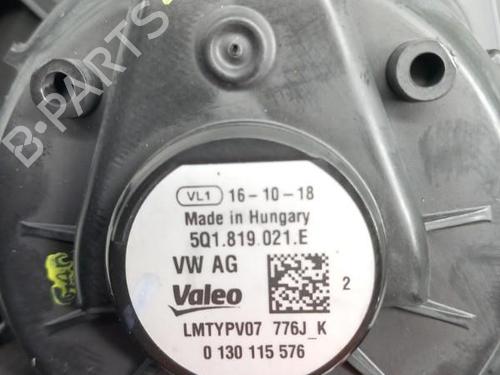 B-PARTS
VL1 16-10-18
Made in Hungary
5Q1.819.021.E
VW AG
Valeo
2
LMTYPV07 776J_K
0 130 115 576